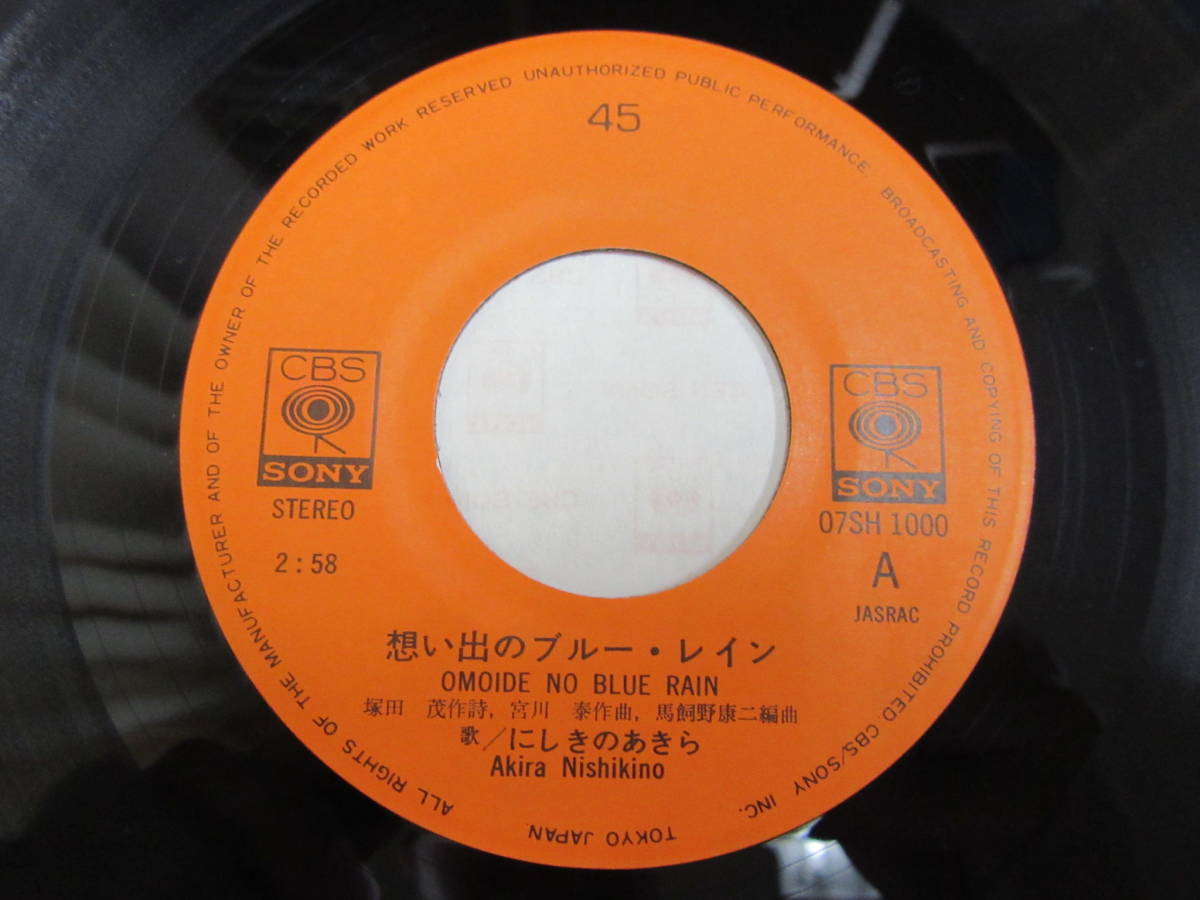 ALL RIGHTS OF THE MANUFACTURER AND OF THE OWNER OF THE RECORDED WORK RESERVED UNAUTHORIZED PUBLIC PERFORMANCE BROADCASTING AND COPYING OF THIS RECORD PROHIBITED CBS/SONY INC.
TOKYO JAPAN
45
CBS
SONY
STEREO
2:58
CBS
SONY
07SH 1000
A
JASRAC
想い出のブルー・レイン
OMOIDE NO BLUE RAIN
塚田 茂作詩, 宮川 泰作曲, 馬飼野康二編曲
歌/にしきのあきら
Akira Nishikino